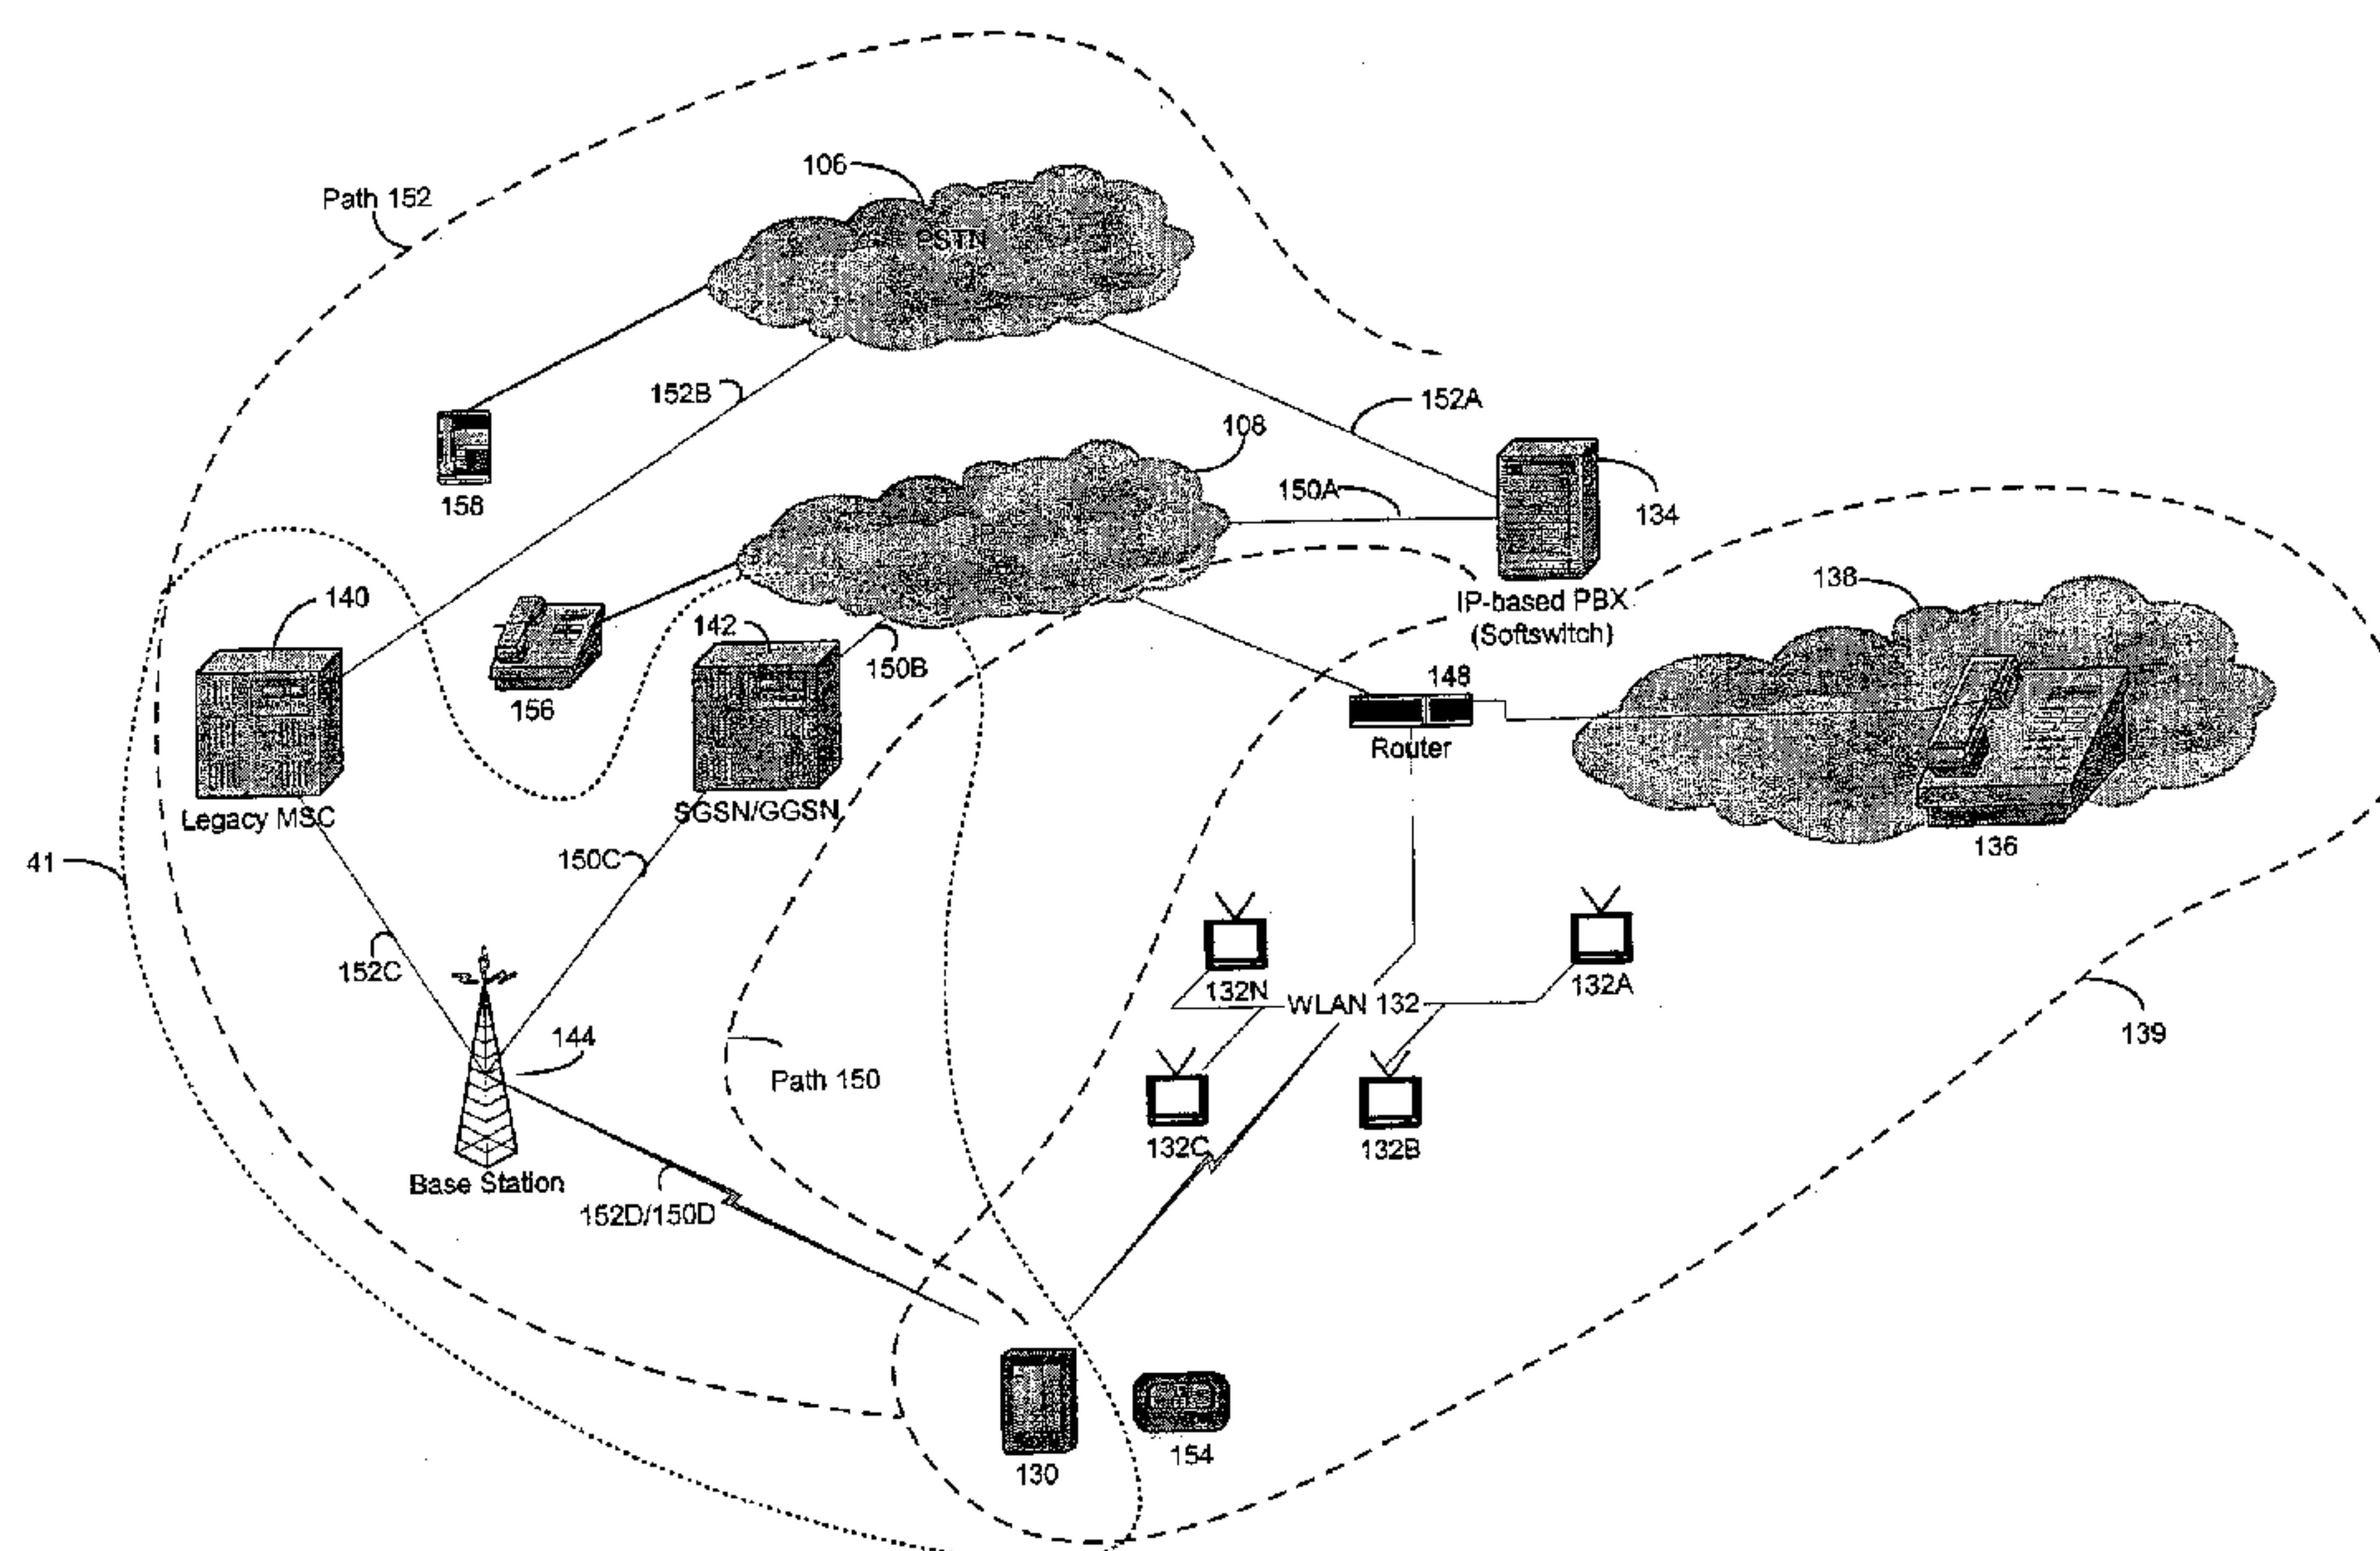 106
Path 152
PSTN
152B
152A
108
158
150A
134
140
142
138
IP-based PBX
(Softswitch)
150B
148
156
Router
Legacy MSC
SGSN/GGSN
136
41
150C
152C
132N
132A
WLAN 132
139
144
Path 150
132C
132B
Base Station
152D/150D
130
154